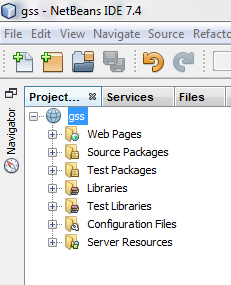 gss - NetBeans IDE 7.4
File Edit View Navigate Source Refacto
Project... Services Files
Navigator
gss
Web Pages
Source Packages
Test Packages
Libraries
Test Libraries
Configuration Files
Server Resources